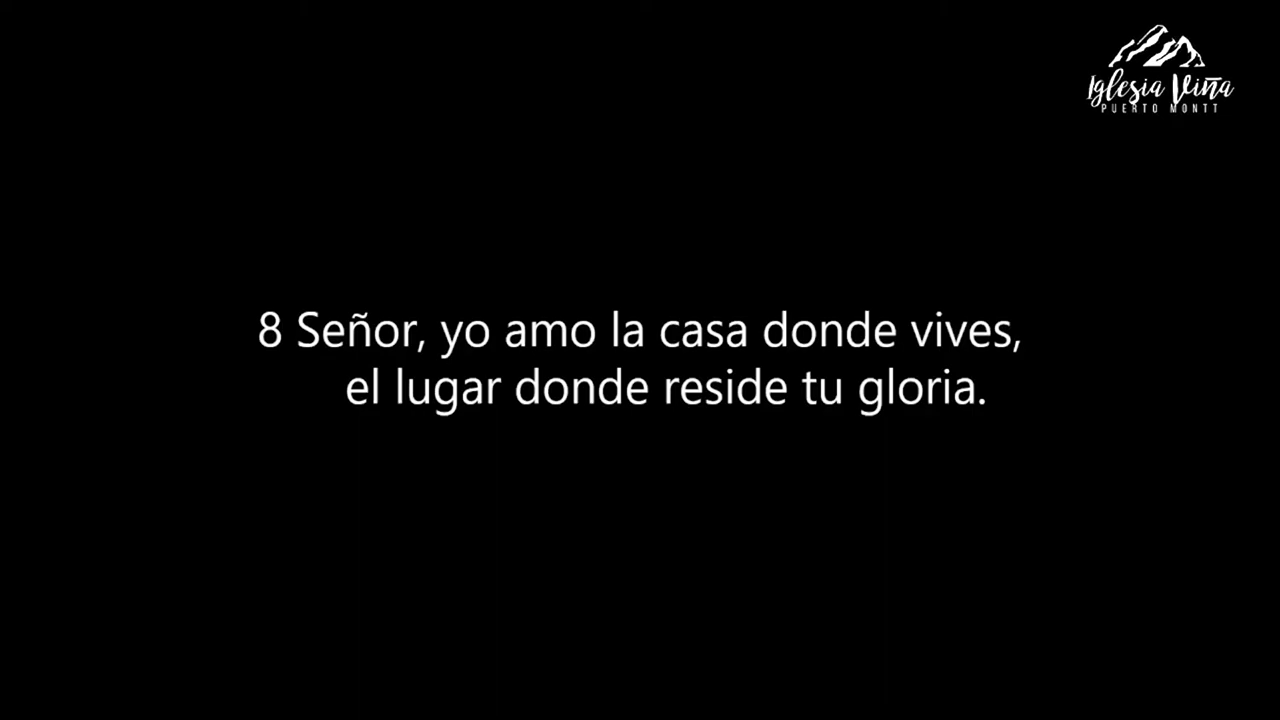 Iglesia Viña
PUERTO MONTT
8 Señor, yo amo la casa donde vives,
el lugar donde reside tu gloria.